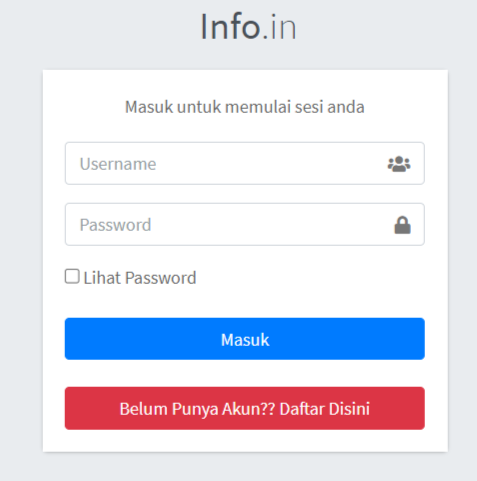 Info.in
Masuk untuk memulai sesi anda
Username
Password
Lihat Password
Masuk
Belum Punya Akun?? Daftar Disini